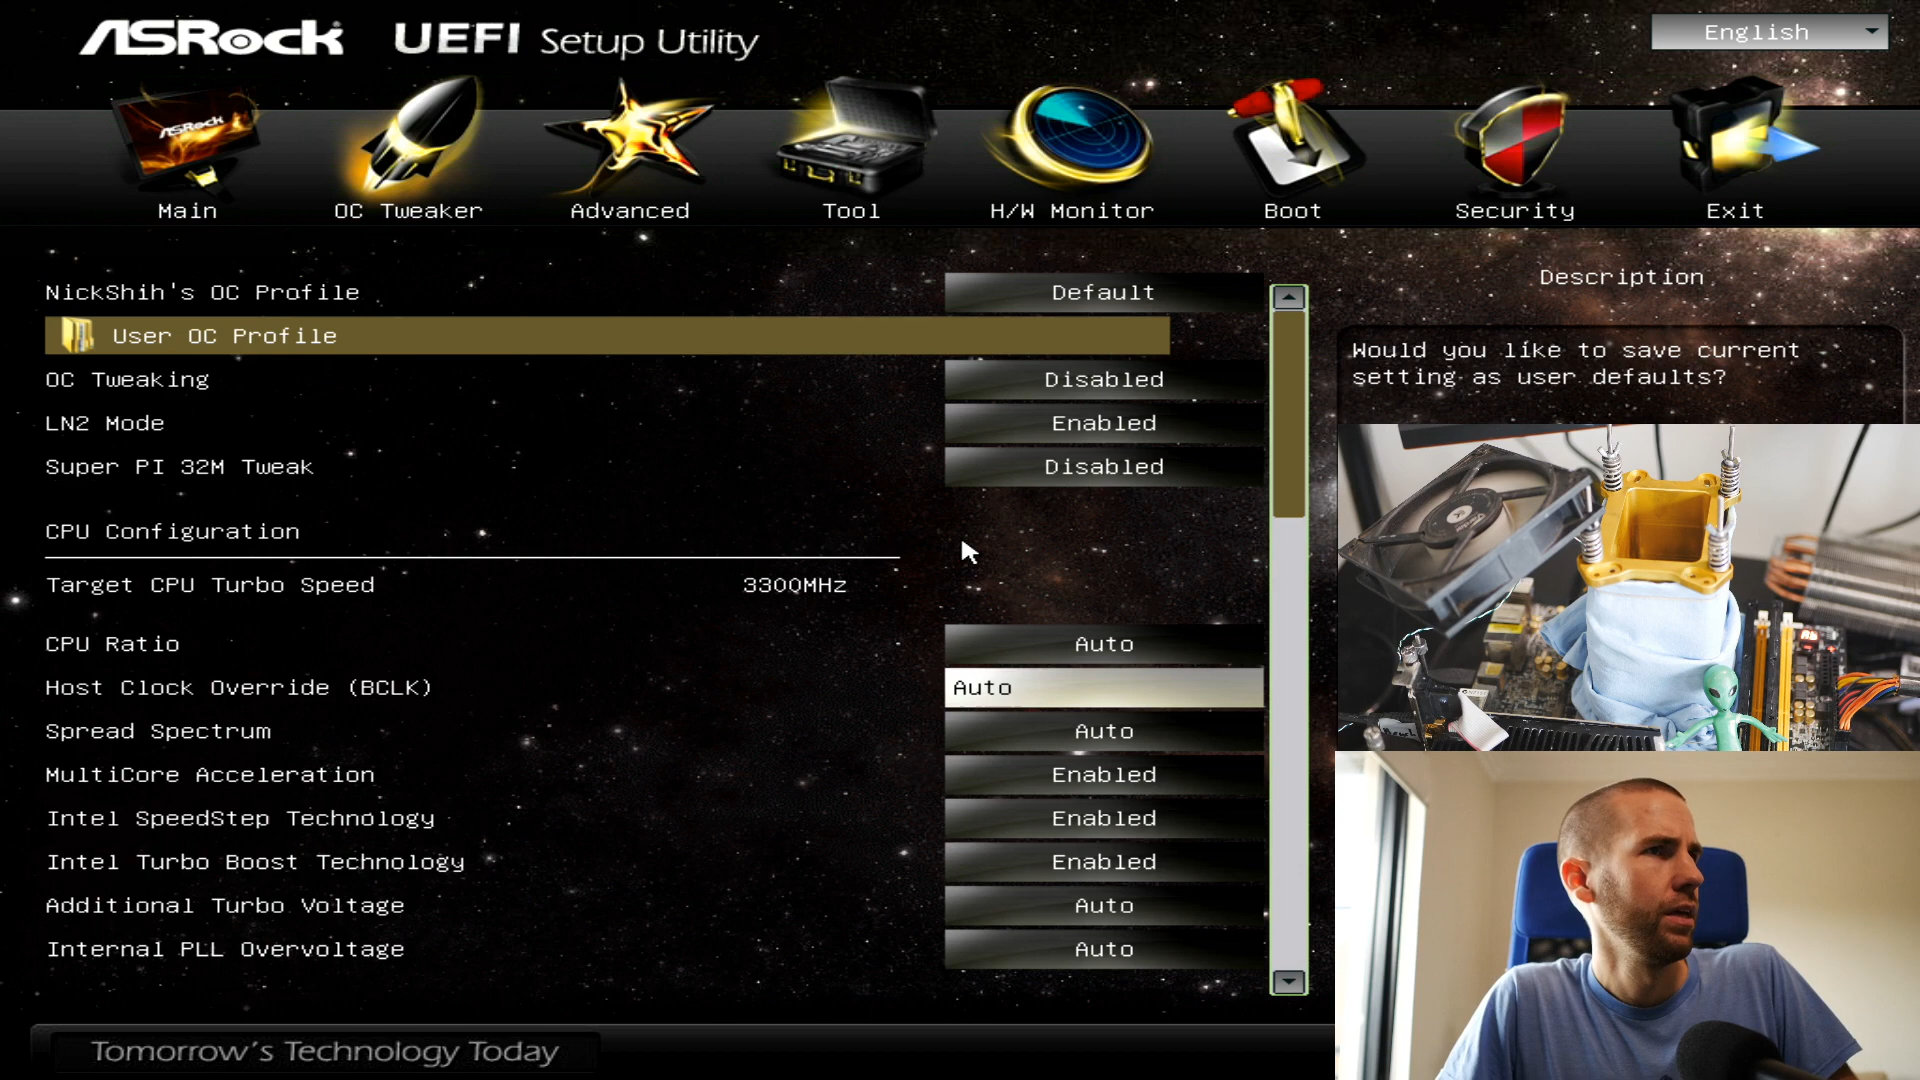 ASRock UEFI Setup Utility
English
ASRock
Main
OC Tweaker
Advanced
Tool
H/W Monitor
Boot
Security
Exit
NickShih's OC Profile Default
User OC Profile
OC Tweaking Disabled
LN2 Mode Enabled
Super PI 32M Tweak Disabled
CPU Configuration
Target CPU Turbo Speed 3300MHz
CPU Ratio Auto
Host Clock Override (BCLK) Auto
Spread Spectrum Auto
MultiCore Acceleration Enabled
Intel SpeedStep Technology Enabled
Intel Turbo Boost Technology Enabled
Additional Turbo Voltage Auto
Internal PLL Overvoltage Auto
Description
Would you like to save current
setting as user defaults?
Tomorrow's Technology Today